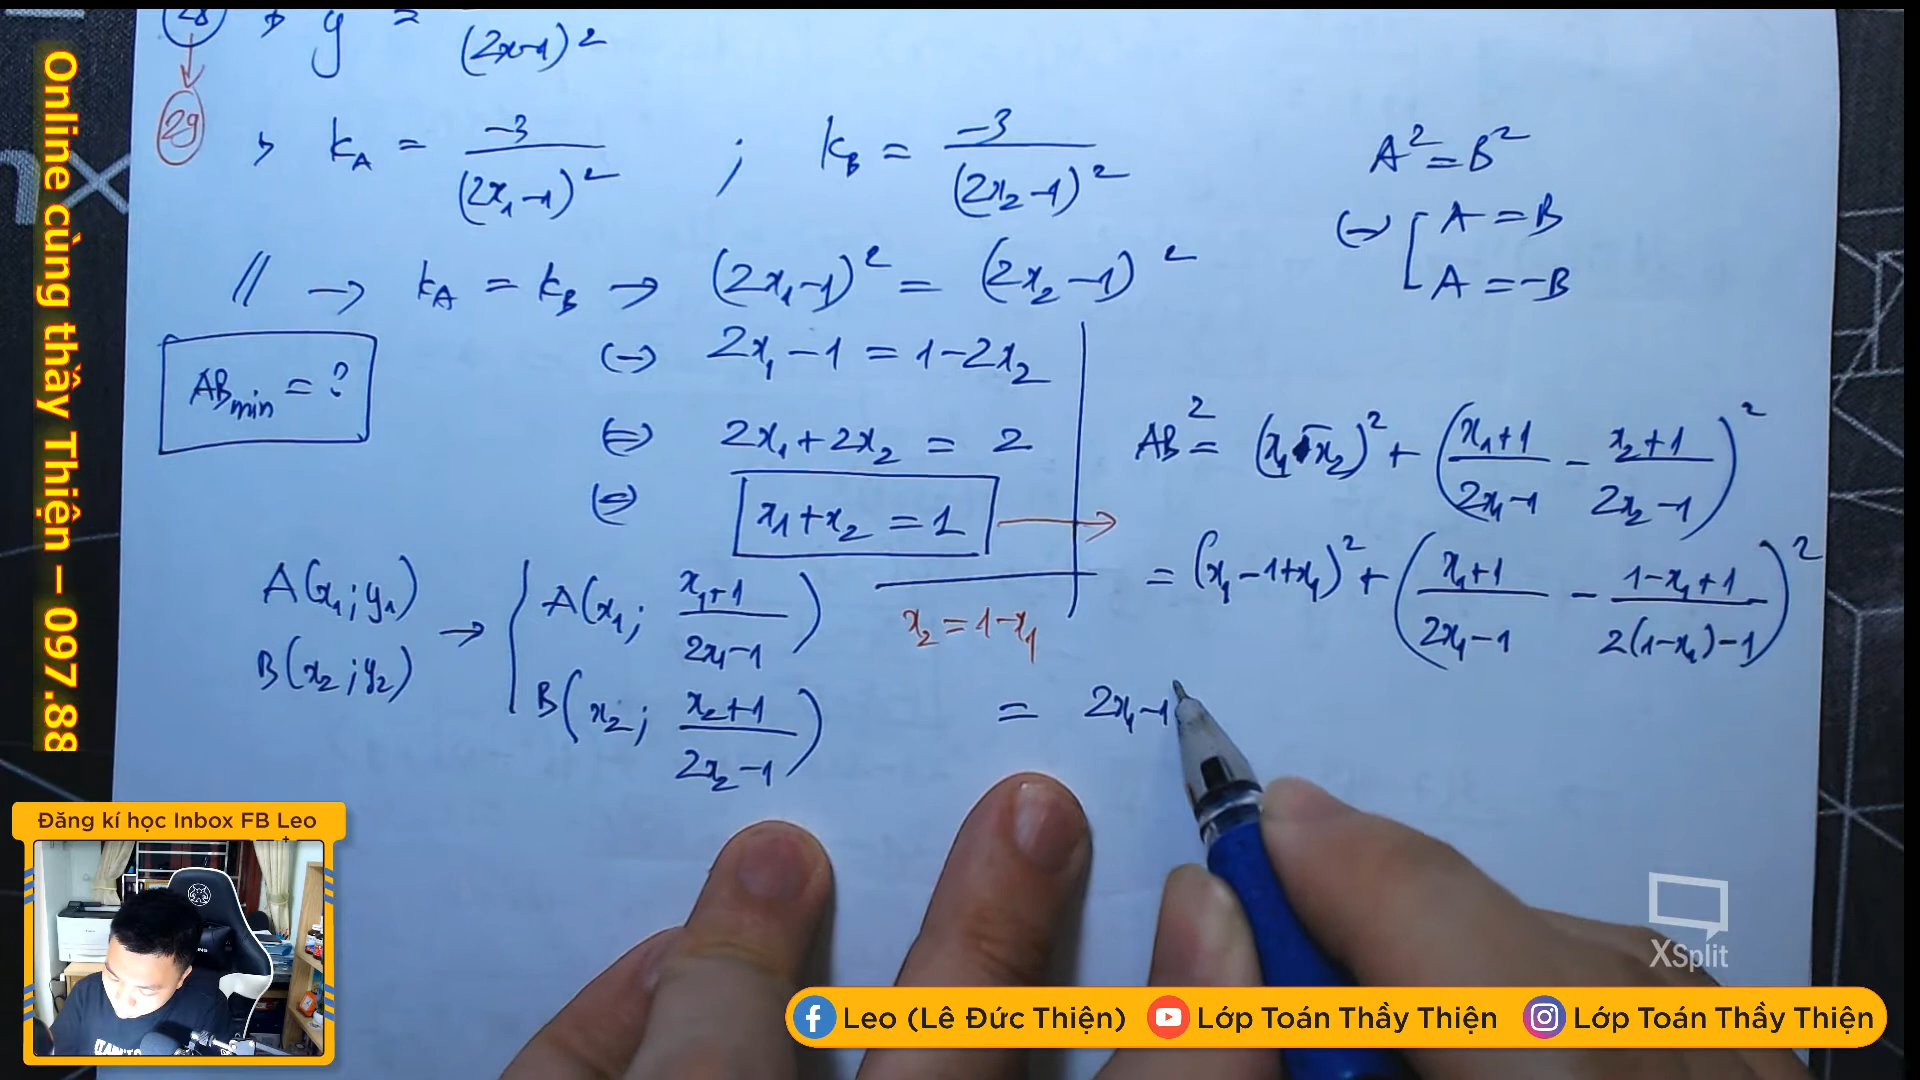 Online cùng thầy Thiện – 097.88
28 → y' =
(2x-1)²
29
k_A = -3/(2x₁-1)² ; k_B = -3/(2x₂-1)²
A² = B²
(→) [ A = B
A = -B
// → k_A = k_B → (2x₁-1)² = (2x₂-1)²
(→) 2x₁-1 = 1-2x₂
AB_min = ?
(=) 2x₁+2x₂ = 2
(=) x₁+x₂ = 1
AB² = (x₁-x₂)² + ((x₁+1)/(2x₁-1) - (x₂+1)/(2x₂-1))²
= (x₁-1+x₁)² + ((x₁+1)/(2x₁-1) - (1-x₁+1)/(2(1-x₁)-1))²
A(x₁;y₁)
B(x₂;y₂)
→ { A(x₁; (x₁+1)/(2x₁-1))
B(x₂; (x₂+1)/(2x₂-1))
x₂ = 1-x₁
= 2x₁-1
Đăng kí học Inbox FB Leo
XSplit
Leo (Lê Đức Thiện) Lớp Toán Thầy Thiện Lớp Toán Thầy Thiện